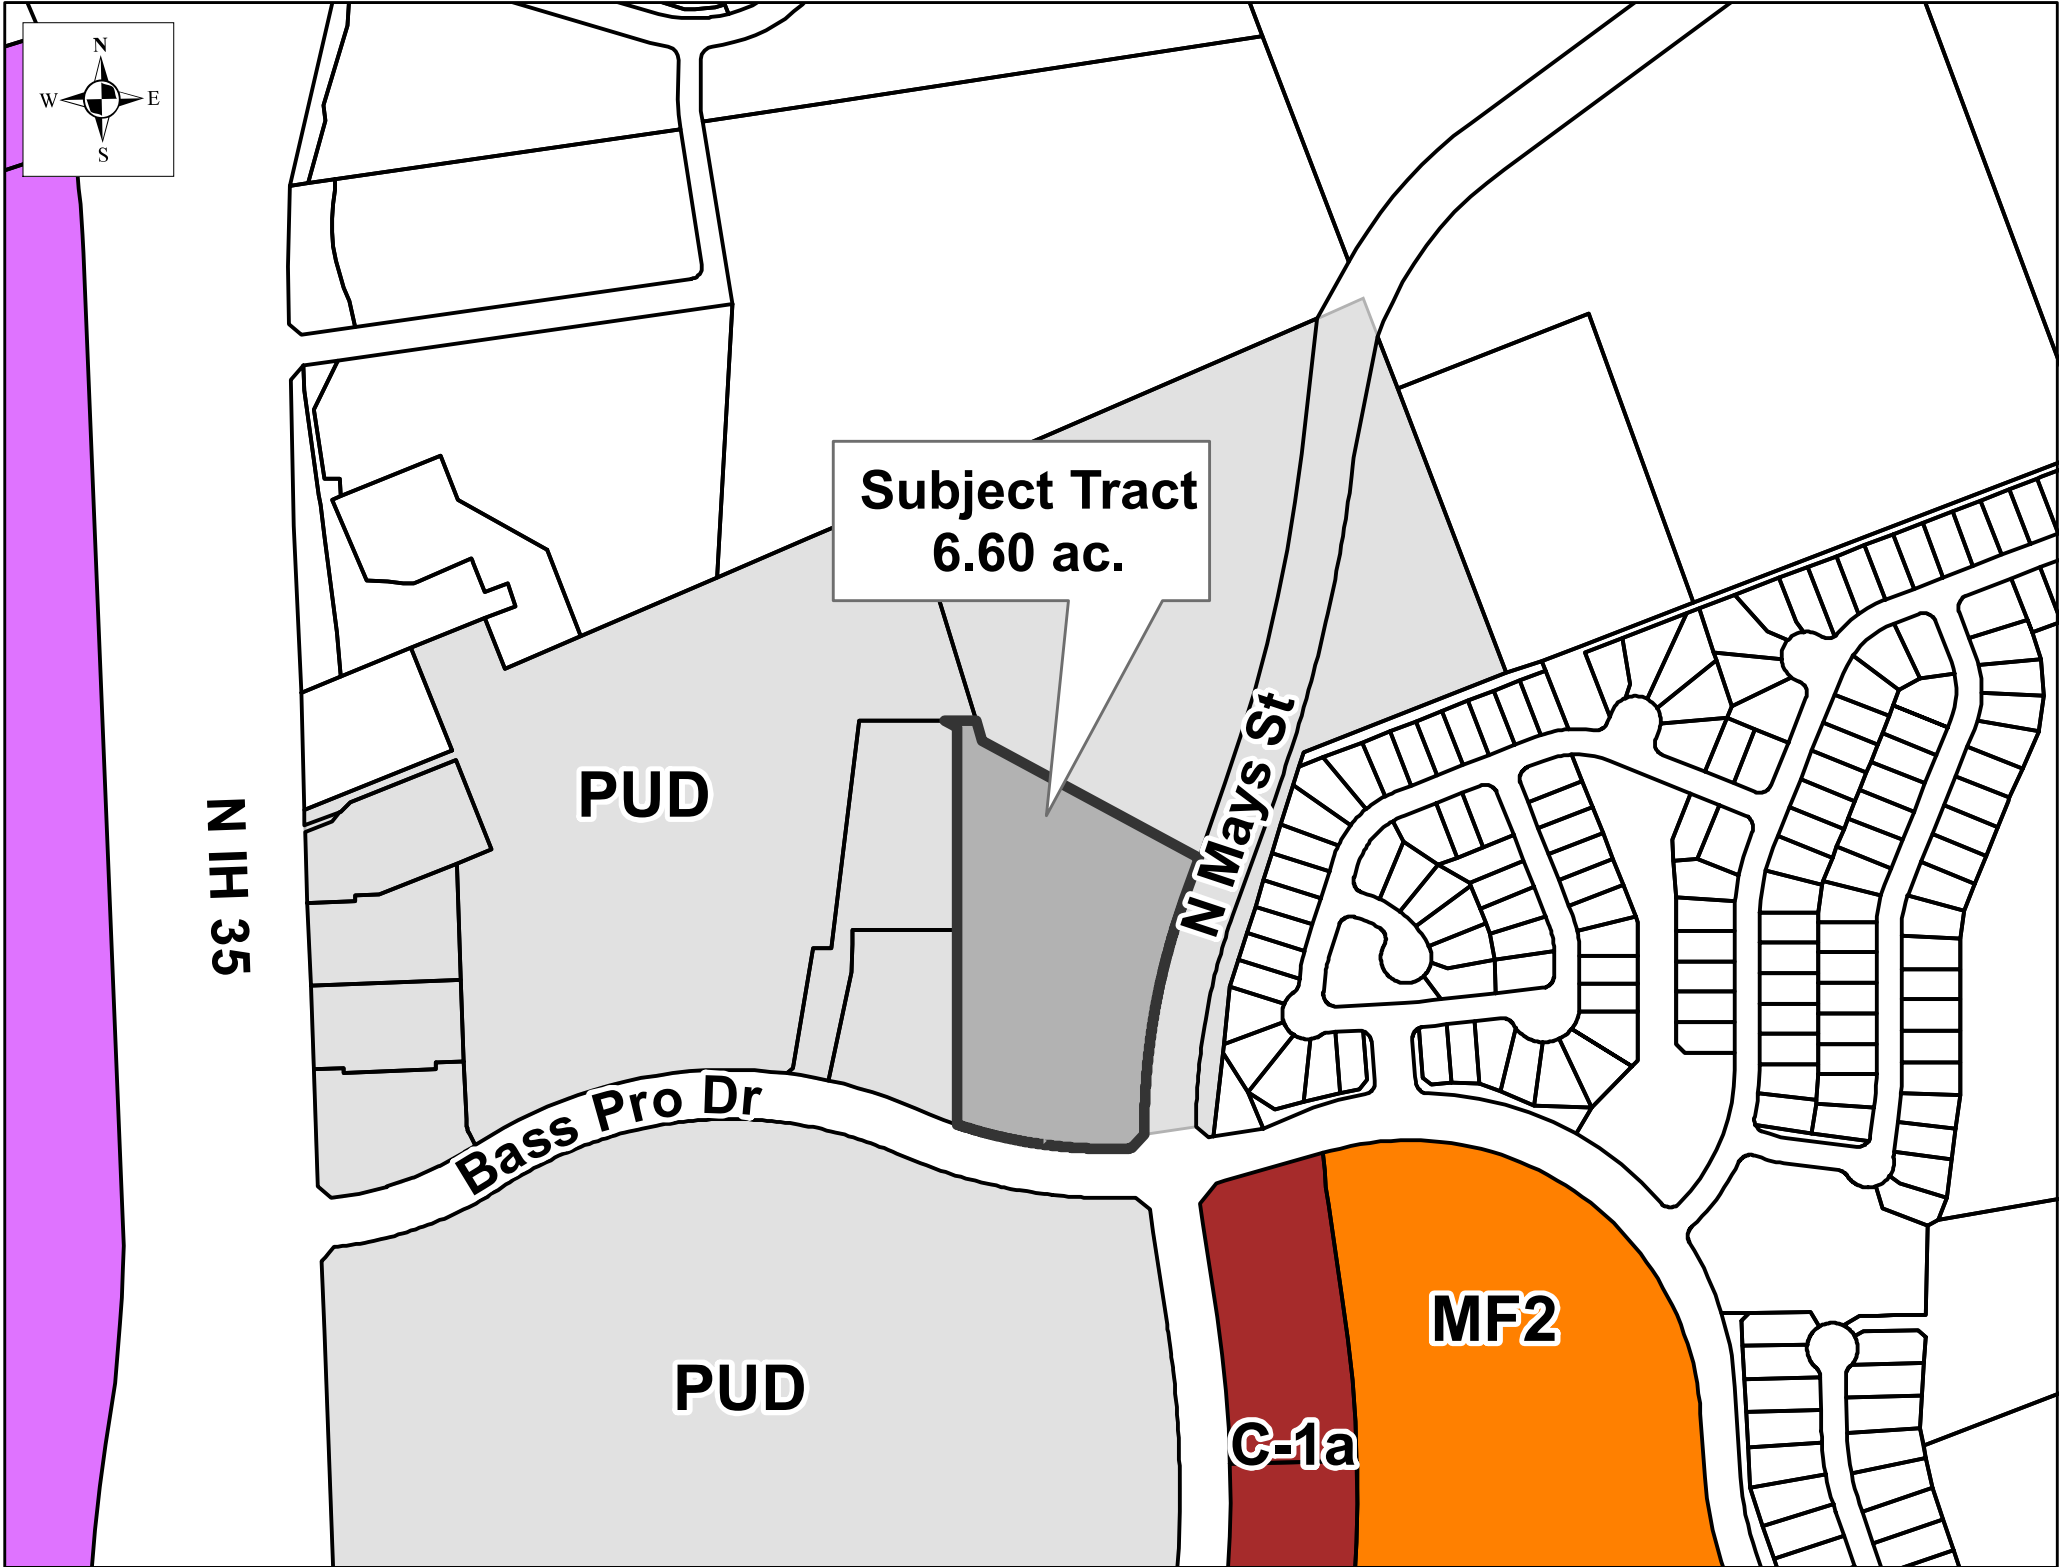 N
W E
S
Subject Tract
6.60 ac.
N Mays St
PUD
N IH 35
Bass Pro Dr
MF2
PUD
C-1a